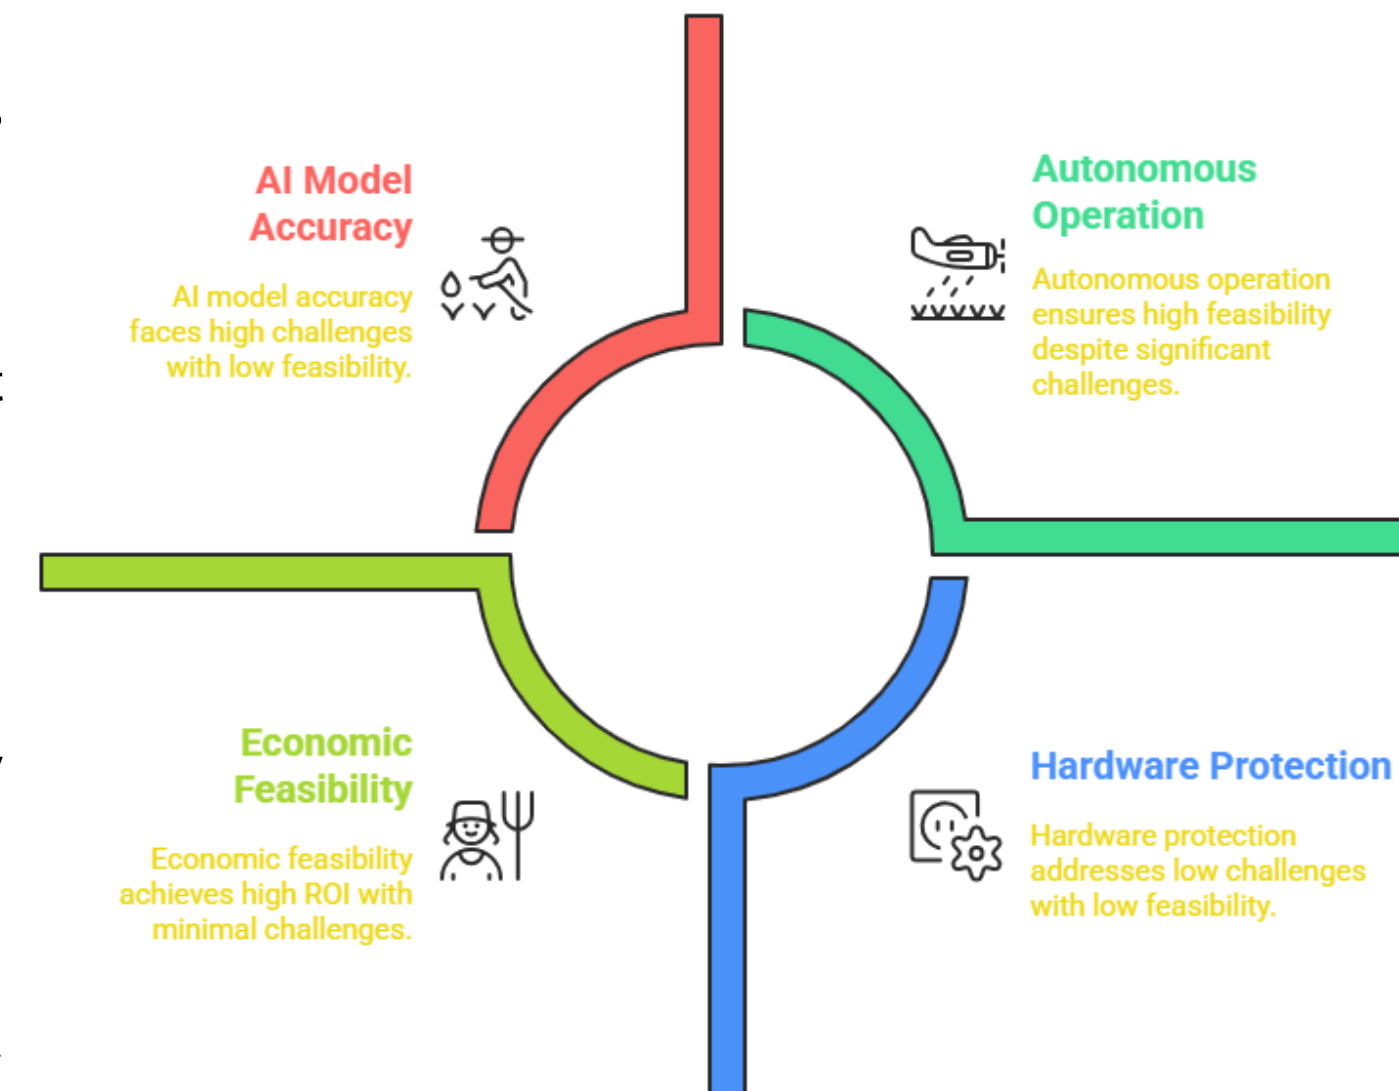 AI Model
Accuracy
AI model accuracy
faces high challenges
with low feasibility.
Autonomous
Operation
Autonomous operation
ensures high feasibility
despite significant
challenges.
Economic
Feasibility
Economic feasibility
achieves high ROI with
minimal challenges.
Hardware Protection
Hardware protection
addresses low challenges
with low feasibility.